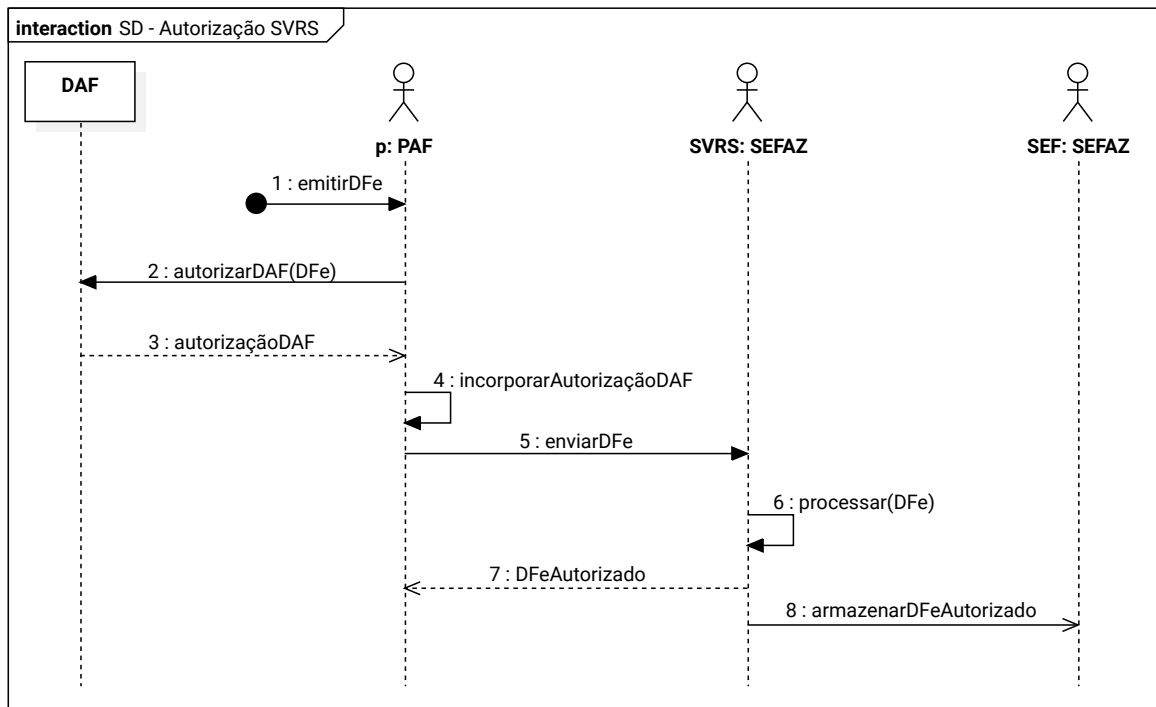 interaction SD - Autorização SVRS
DAF
p: PAF
SVRS: SEFAZ
SEF: SEFAZ
1 : emitirDFe
2 : autorizarDAF(DFe)
3 : autorizaçãoDAF
4 : incorporarAutorizaçãoDAF
5 : enviarDFe
6 : processar(DFe)
7 : DFeAutorizado
8 : armazenarDFeAutorizado